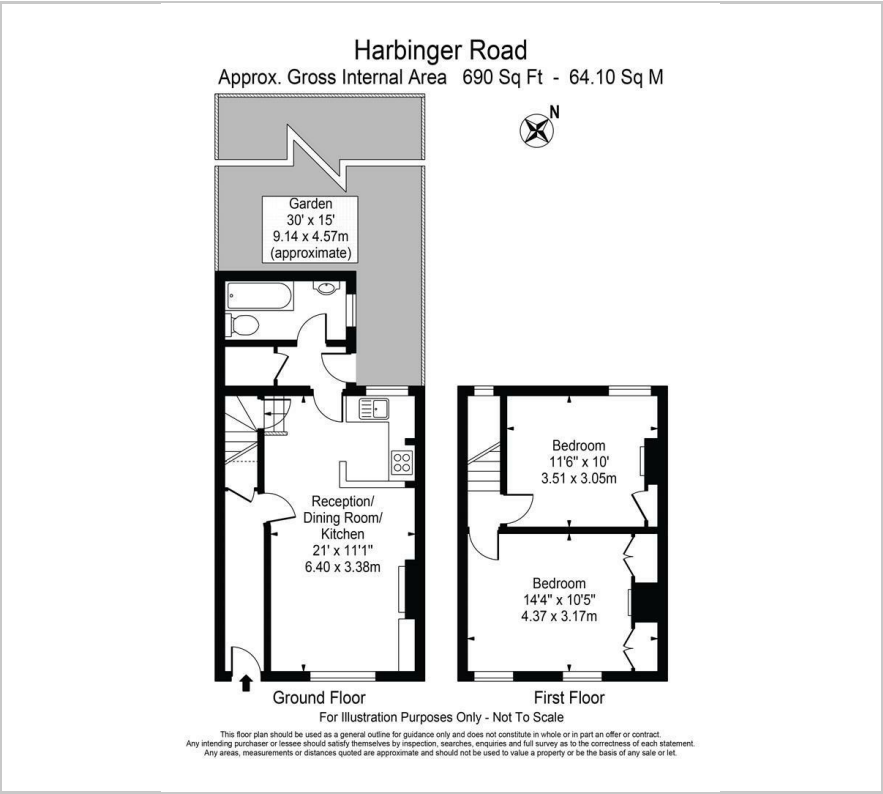 Harbinger Road
Approx. Gross Internal Area 690 Sq Ft - 64.10 Sq M
N
Garden
30' x 15'
9.14 x 4.57m
(approximate)
Reception/
Dining Room/
Kitchen
21' x 11'1"
6.40 x 3.38m
Bedroom
11'6" x 10'
3.51 x 3.05m
Bedroom
14'4" x 10'5"
4.37 x 3.17m
Ground Floor
First Floor
For Illustration Purposes Only - Not To Scale
This floor plan should be used as a general outline for guidance only and does not constitute in whole or in part an offer or contract.
Any intending purchaser or lessee should satisfy themselves by inspection, searches, enquiries and full survey as to the correctness of each statement.
Any areas, measurements or distances quoted are approximate and should not be used to value a property or be the basis of any sale or let.